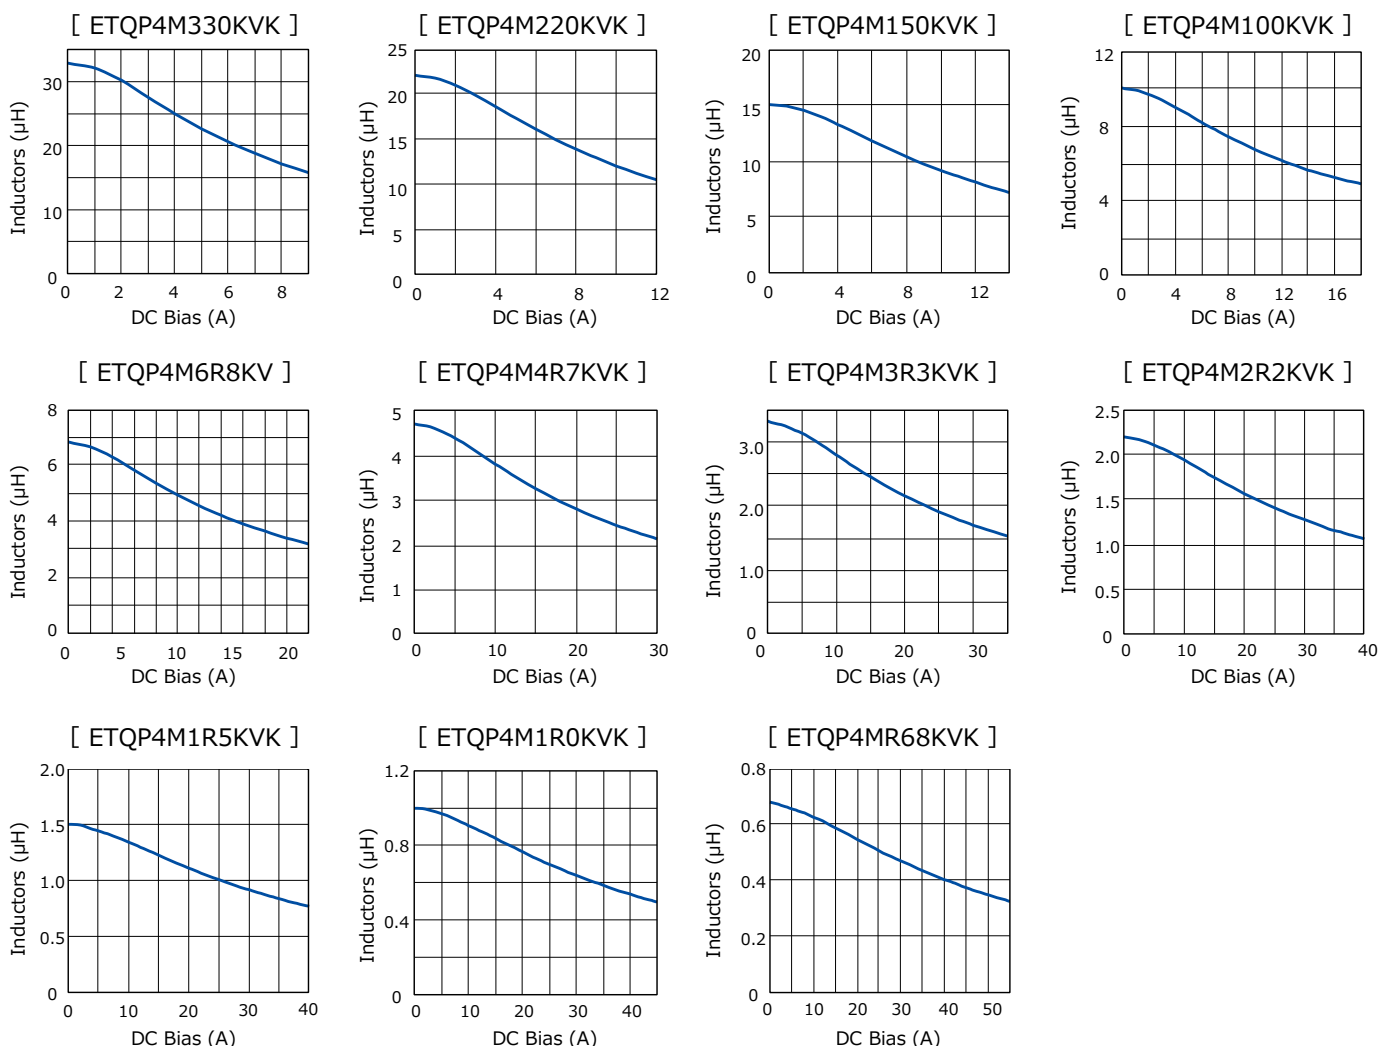 [ ETQP4M330KVK ]
Inductors (µH)
30
20
10
0
0 2 4 6 8
DC Bias (A)
[ ETQP4M220KVK ]
Inductors (µH)
25
20
15
10
5
0
0 4 8 12
DC Bias (A)
[ ETQP4M150KVK ]
Inductors (µH)
20
15
10
5
0
0 4 8 12
DC Bias (A)
[ ETQP4M100KVK ]
Inductors (µH)
12
8
4
0
0 4 8 12 16
DC Bias (A)
[ ETQP4M6R8KV ]
Inductors (µH)
8
6
4
2
0
0 5 10 15 20
DC Bias (A)
[ ETQP4M4R7KVK ]
Inductors (µH)
5
4
3
2
1
0
0 10 20 30
DC Bias (A)
[ ETQP4M3R3KVK ]
Inductors (µH)
3.0
2.0
1.0
0
0 10 20 30
DC Bias (A)
[ ETQP4M2R2KVK ]
Inductors (µH)
2.5
2.0
1.5
1.0
0.5
0
0 10 20 30 40
DC Bias (A)
[ ETQP4M1R5KVK ]
Inductors (µH)
2.0
1.5
1.0
0.5
0
0 10 20 30 40
DC Bias (A)
[ ETQP4M1R0KVK ]
Inductors (µH)
1.2
0.8
0.4
0
0 10 20 30 40
DC Bias (A)
[ ETQP4MR68KVK ]
Inductors (µH)
0.8
0.6
0.4
0.2
0
0 10 20 30 40 50
DC Bias (A)